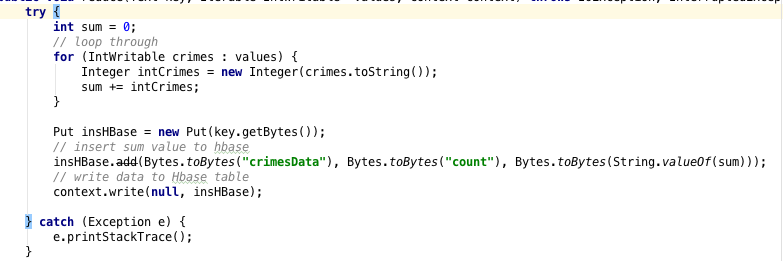 try {
int sum = 0;
// loop through
for (IntWritable crimes : values) {
Integer intCrimes = new Integer(crimes.toString());
sum += intCrimes;
}
Put insHBase = new Put(key.getBytes());
// insert sum value to hbase
insHBase.add(Bytes.toBytes("crimesData"), Bytes.toBytes("count"), Bytes.toBytes(String.valueOf(sum)));
// write data to Hbase table
context.write(null, insHBase);
} catch (Exception e) {
e.printStackTrace();
}